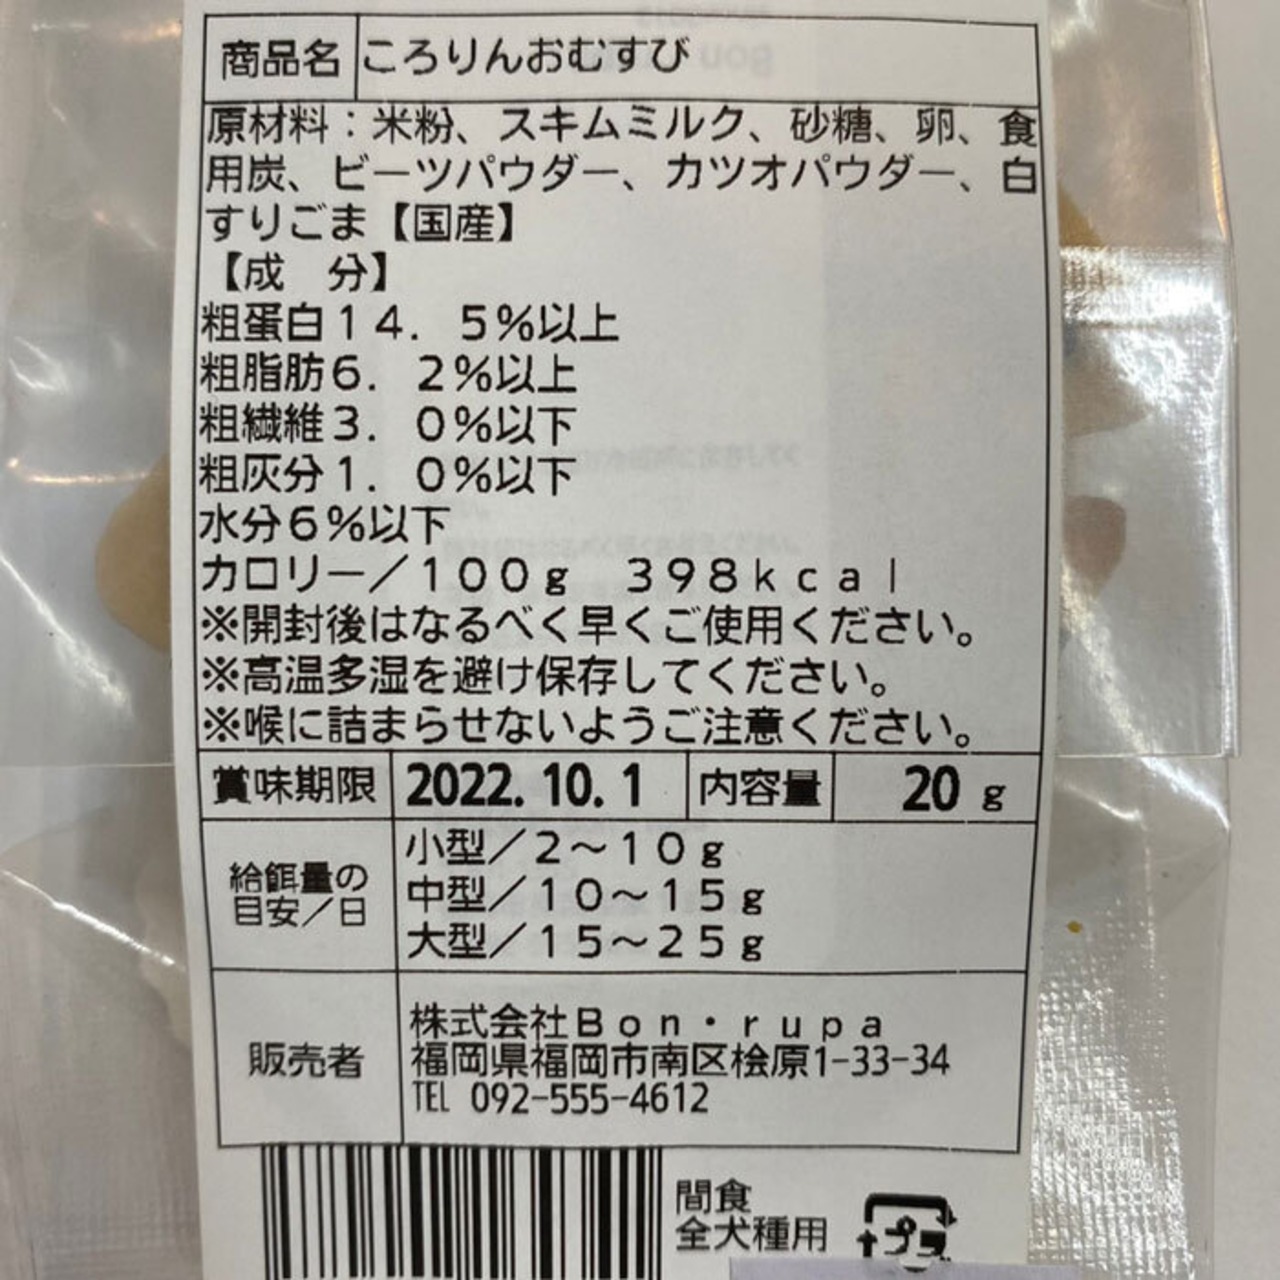 商品名 ころりんおむすび
原材料：米粉、スキムミルク、砂糖、卵、食
用炭、ビーツパウダー、カツオパウダー、白
すりごま【国産】
【成　分】
粗蛋白１４．５％以上
粗脂肪６．２％以上
粗繊維３．０％以下
粗灰分１．０％以下
水分６％以下
カロリー／１００ｇ　３９８ｋｃａｌ
※開封後はなるべく早くご使用ください。
※高温多湿を避け保存してください。
※喉に詰まらせないようご注意ください。
賞味期限 2022.10.1 内容量 20 g
給餌量の
目安／日
小型／２～１０ｇ
中型／１０～１５ｇ
大型／１５～２５ｇ
販売者
株式会社Ｂｏｎ・ｒｕｐａ
福岡県福岡市南区桧原1-33-34
TEL 092-555-4612
間食
全犬種用
プラ